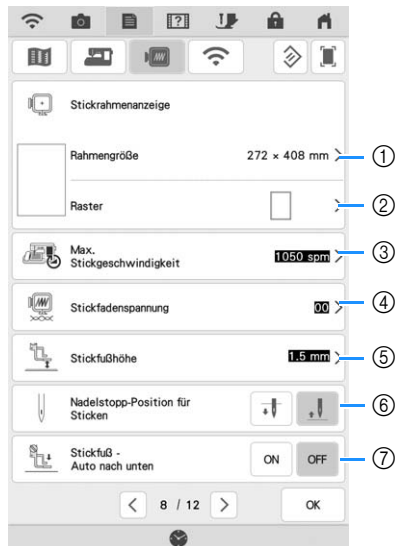 Stickrahmenanzeige
Rahmengröße 272 × 408 mm > ①
Raster > ②
Max.
Stickgeschwindigkeit 1050 spm > ③
Stickfadenspannung 00 > ④
Stickfußhöhe 1.5 mm > ⑤
Nadelstopp-Position für
Sticken ⑥
Stickfuß -
Auto nach unten ON OFF ⑦
< 8 / 12 > OK